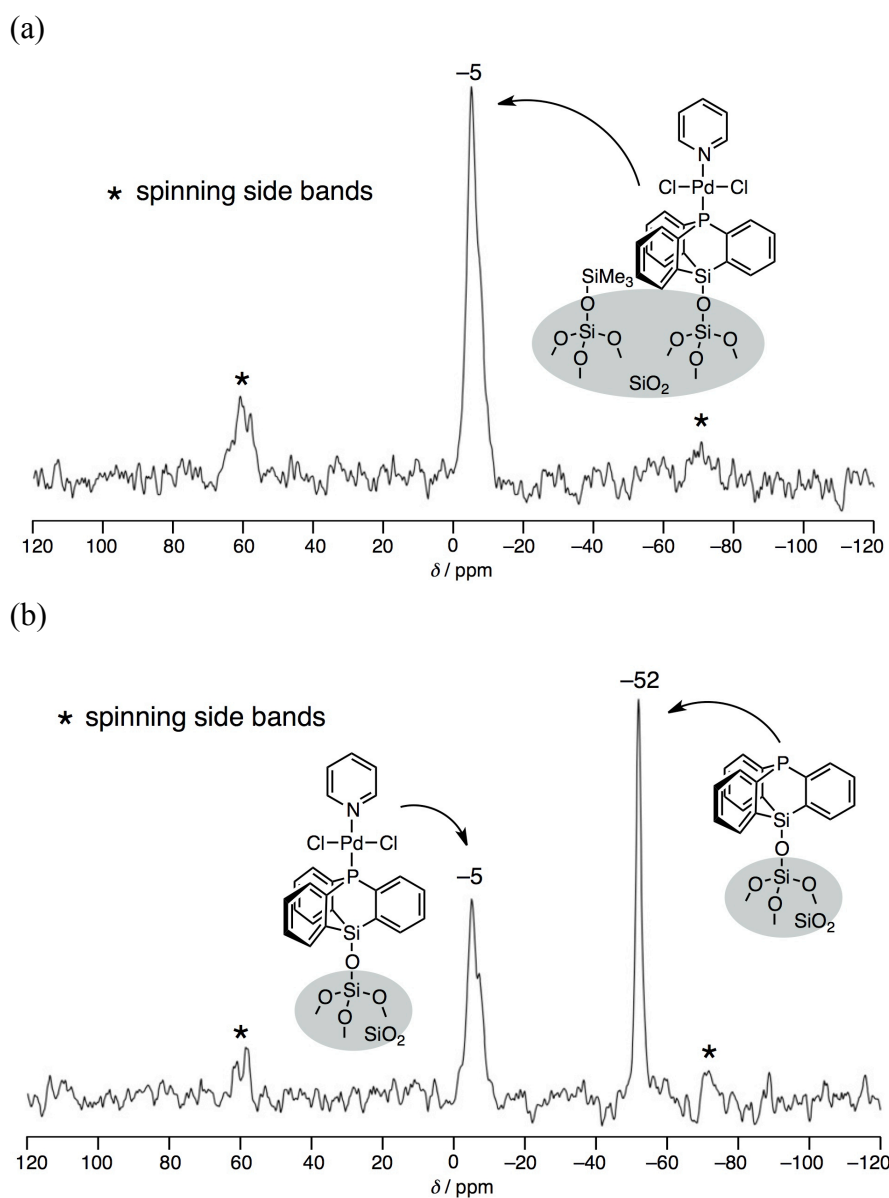 (a)
–5
* spinning side bands
N
Cl–Pd–Cl
P
SiMe3
Si
O
O
Si
Si
O
O
O
O
O
O
SiO2
*
*
120 100 80 60 40 20 0 –20 –40 –60 –80 –100 –120
δ / ppm
(b)
–52
* spinning side bands
N
P
Cl–Pd–Cl
Si
P
–5
O
Si
Si
O
O
O
O
SiO2
Si
O
O
O
SiO2
*
*
120 100 80 60 40 20 0 –20 –40 –60 –80 –100 –120
δ / ppm